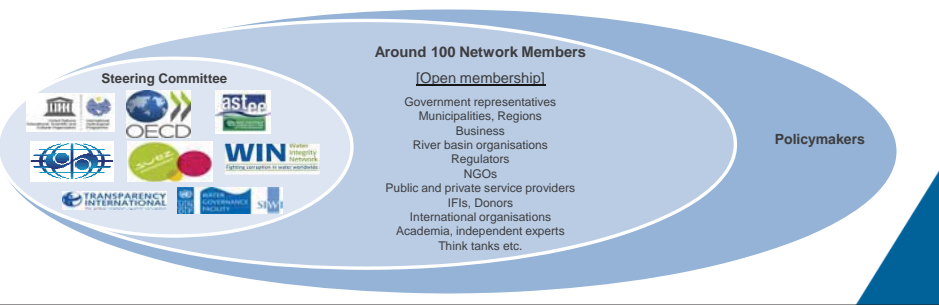 Around 100 Network Members
[Open membership]
Government representatives
Municipalities, Regions
Business
River basin organisations
Regulators
NGOs
Public and private service providers
IFIs, Donors
International organisations
Academia, independent experts
Think tanks etc.
Steering Committee
OECD
astee
suez
WIN Water
Integrity
Network
Fighting corruption in water worldwide
TRANSPARENCY
INTERNATIONAL
WATER
GOVERNANCE
FACILITY
SIWI
Policymakers